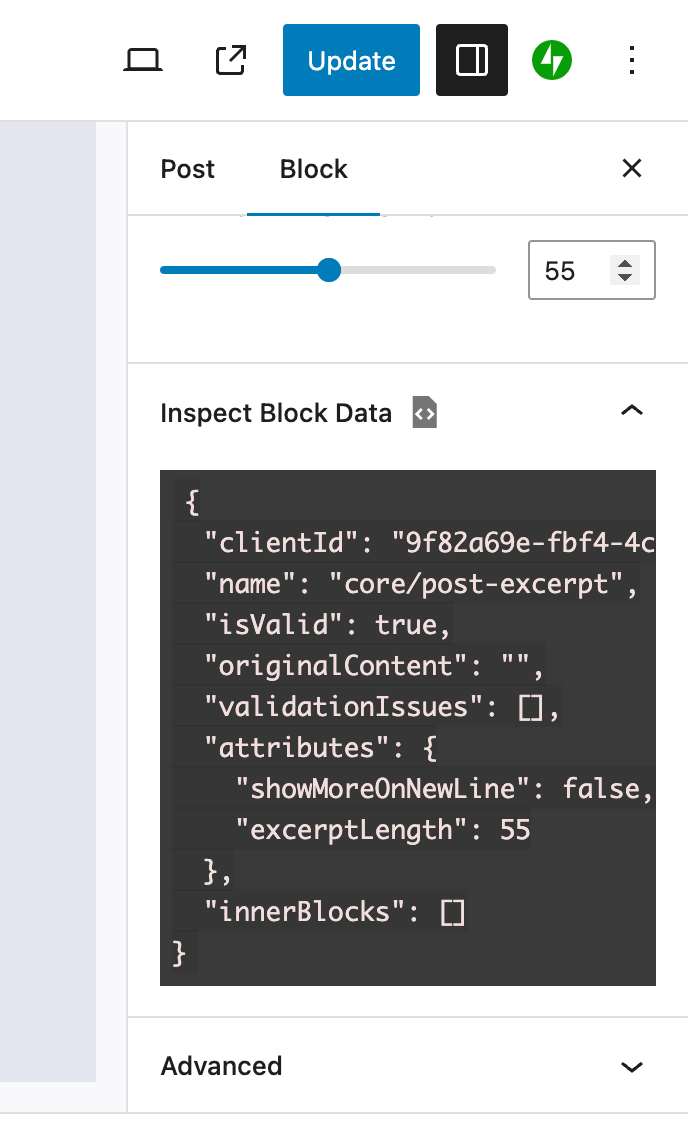 Update
Post
Block
55
Inspect Block Data
{
"clientId": "9f82a69e-fbf4-4c
"name": "core/post-excerpt",
"isValid": true,
"originalContent": "",
"validationIssues": [],
"attributes": {
"showMoreOnNewLine": false,
"excerptLength": 55
},
"innerBlocks": []
}
Advanced